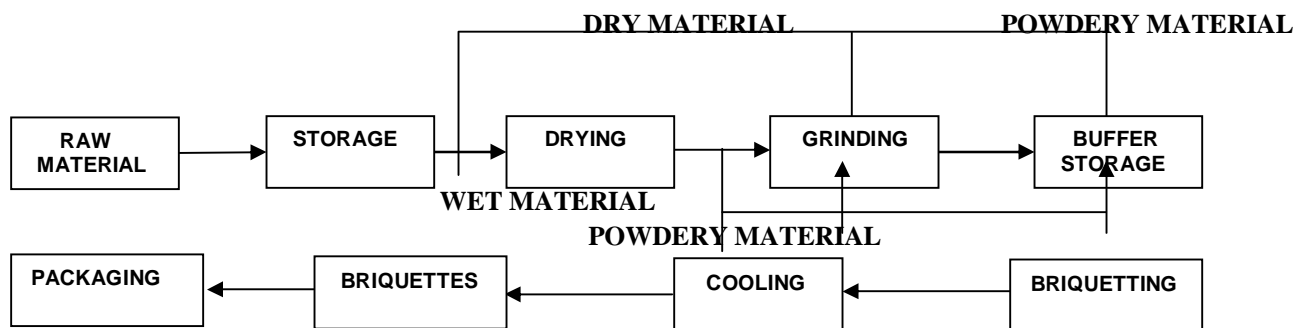 DRY MATERIAL
POWDERY MATERIAL
RAW
MATERIAL
STORAGE
DRYING
GRINDING
BUFFER
STORAGE
WET MATERIAL
POWDERY MATERIAL
PACKAGING
BRIQUETTES
COOLING
BRIQUETTING